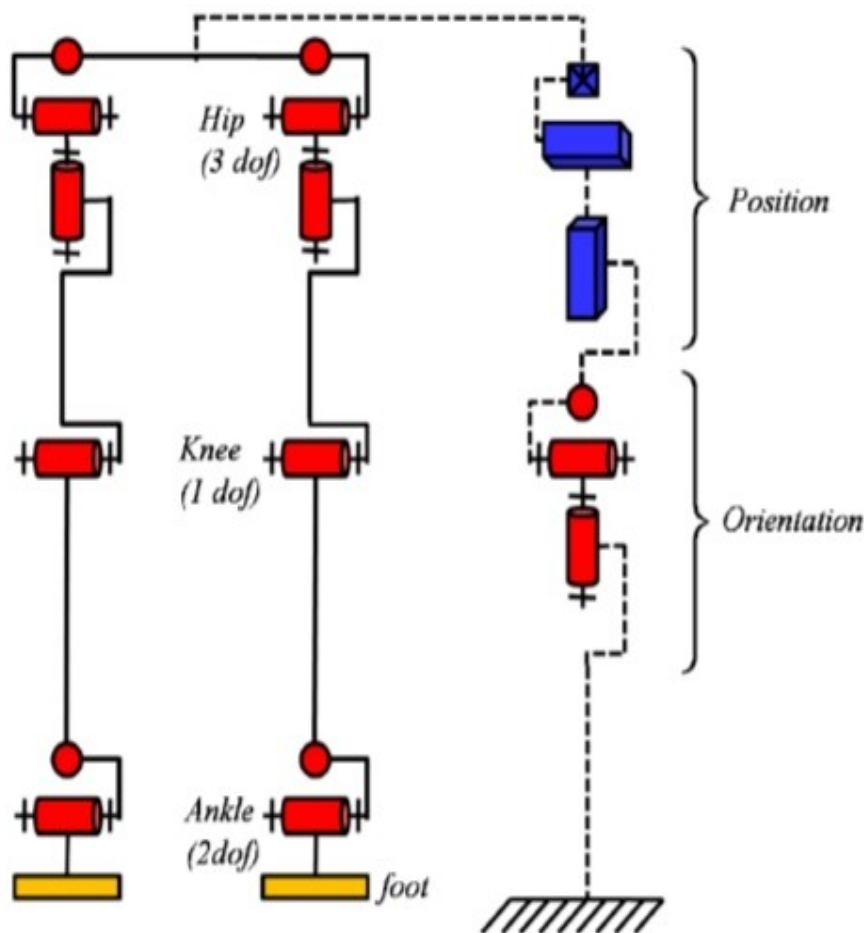 Hip
(3 dof)
Position
Knee
(1 dof)
Orientation
Ankle
(2dof)
foot